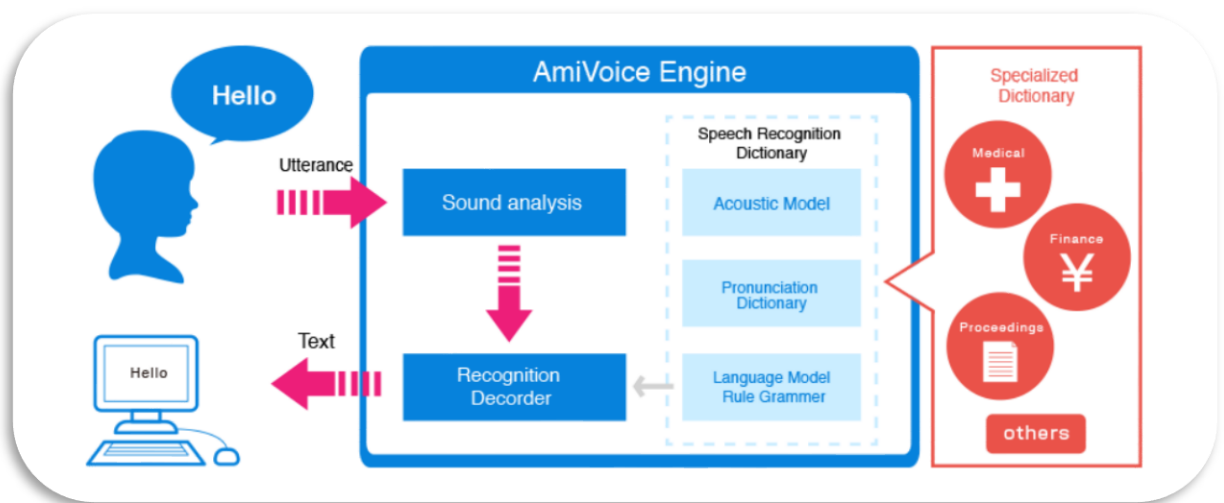 AmiVoice Engine
Hello
Utterance
Sound analysis
Speech Recognition
Dictionary
Acoustic Model
Pronunciation
Dictionary
Language Model
Rule Grammer
Recognition
Decorder
Text
Hello
Specialized
Dictionary
Medical
Finance
¥
Proceedings
others